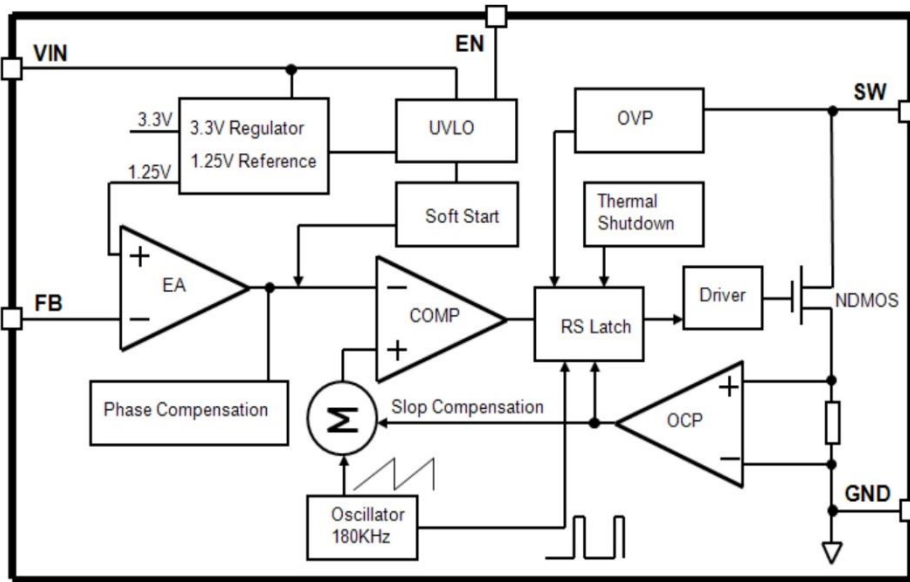 EN
VIN
SW
3.3V
3.3V Regulator
1.25V Reference
UVLO
OVP
1.25V
Soft Start
Thermal
Shutdown
+
EA
−
FB
−
COMP
+
RS Latch
Driver
NDMOS
Phase Compensation
Σ
Slop Compensation
+
OCP
−
GND
Oscillator
180KHz